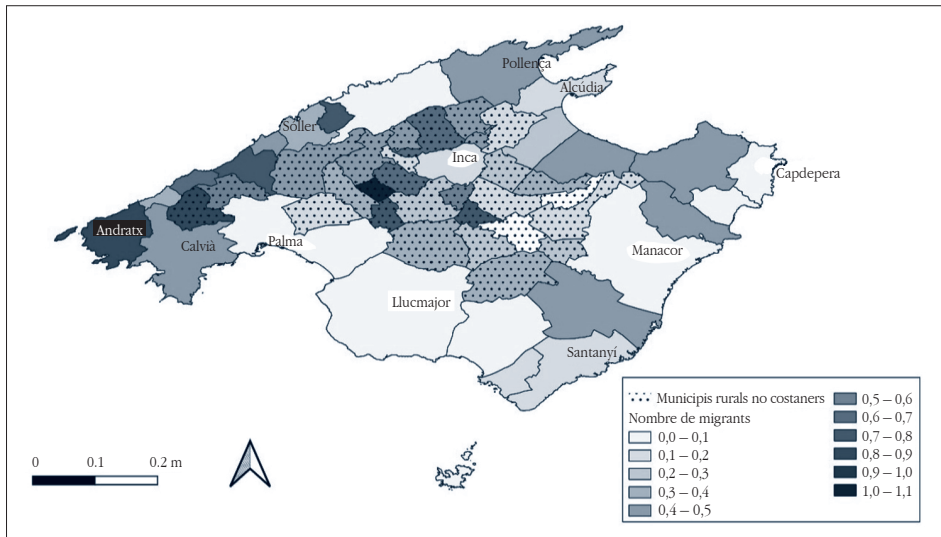 Pollença
Alcúdia
Sóller
Inca
Capdepera
Andratx
Calvià
Palma
Manacor
Llucmajor
Santanyí
Municipis rurals no costaners
Nombre de migrants
0,0 – 0,1
0,1 – 0,2
0,2 – 0,3
0,3 – 0,4
0,4 – 0,5
0,5 – 0,6
0,6 – 0,7
0,7 – 0,8
0,8 – 0,9
0,9 – 1,0
1,0 – 1,1
0 0.1 0.2 m